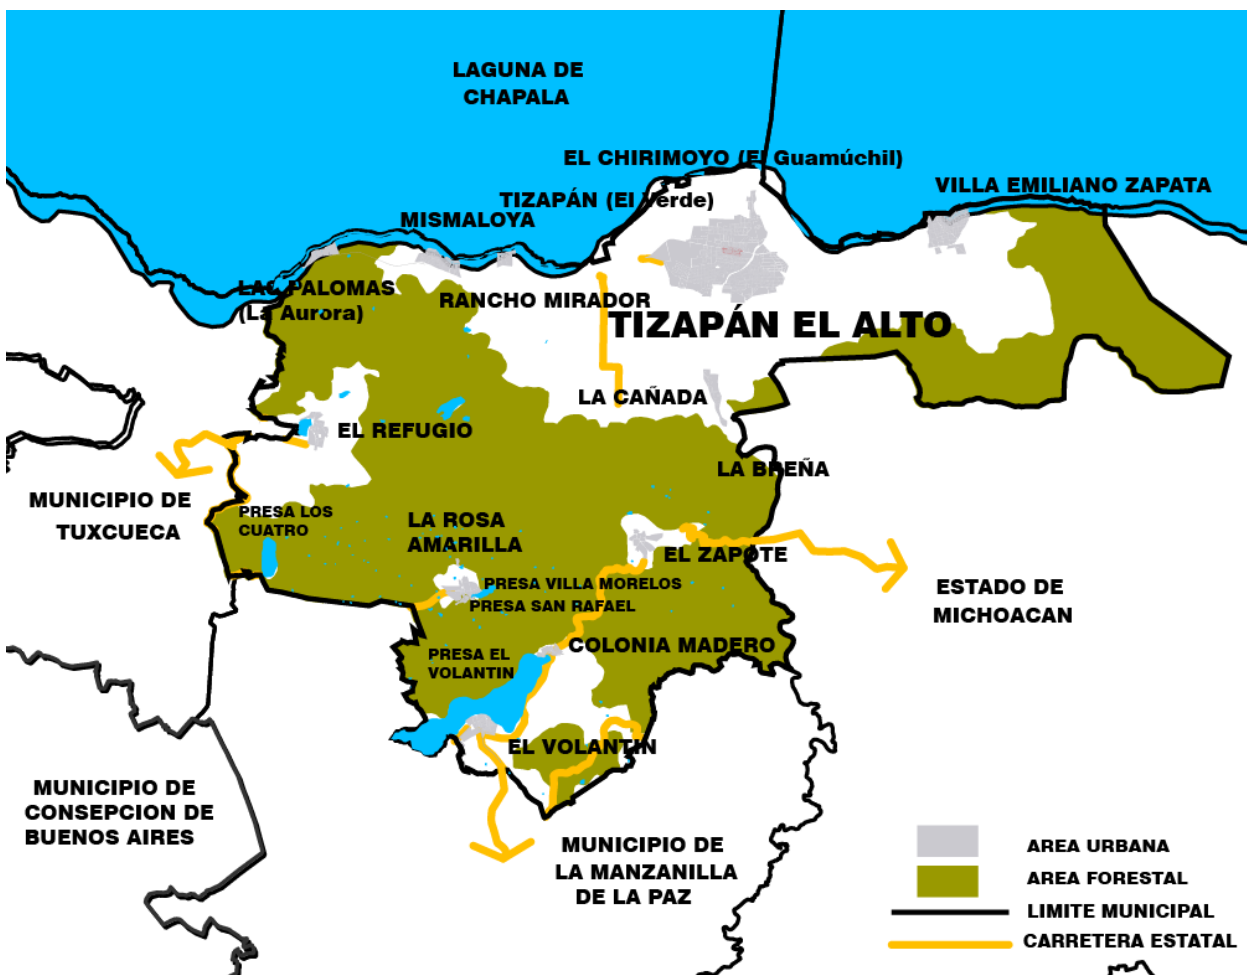 LAGUNA DE
CHAPALA
EL CHIRIMOYO (El Guamúchil)
VILLA EMILIANO ZAPATA
TIZAPÁN (El Verde)
MISMALOYA
LAS PALOMAS
(La Aurora)
RANCHO MIRADOR
TIZAPÁN EL ALTO
LA CAÑADA
EL REFUGIO
LA BREÑA
MUNICIPIO DE
TUXCUECA
PRESA LOS
CUATRO
LA ROSA
AMARILLA
EL ZAPOTE
PRESA VILLA MORELOS
PRESA SAN RAFAEL
ESTADO DE
MICHOACAN
COLONIA MADERO
PRESA EL
VOLANTIN
EL VOLANTIN
MUNICIPIO DE
CONSEPCION DE
BUENOS AIRES
MUNICIPIO DE
LA MANZANILLA
DE LA PAZ
AREA URBANA
AREA FORESTAL
LIMITE MUNICIPAL
CARRETERA ESTATAL